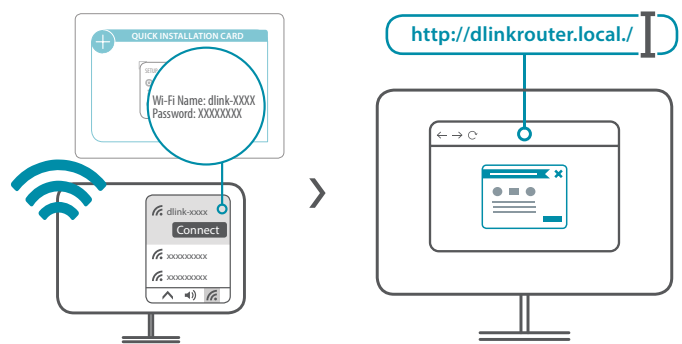 QUICK INSTALLATION CARD
Wi-Fi Name: dlink-XXXX
Password: XXXXXXXX
dlink-xxxx
Connect
xxxxxxxxx
xxxxxxxxx
http://dlinkrouter.local./